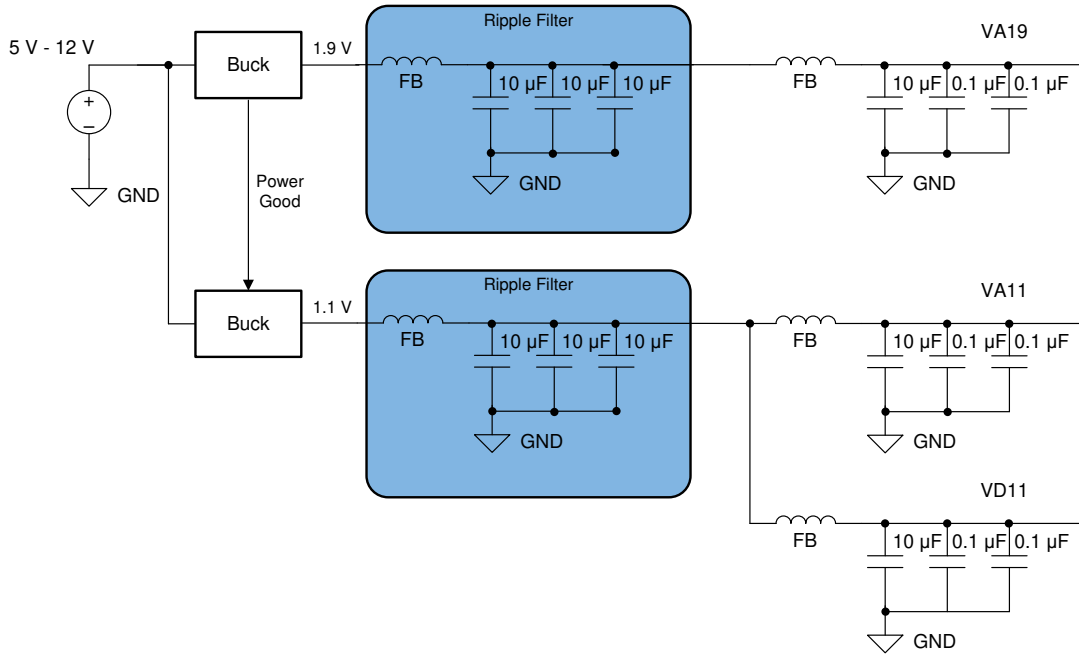 Ripple Filter
5 V - 12 V
Buck
1.9 V
FB
10 µF
10 µF
10 µF
GND
VA19
FB
10 µF
0.1 µF
0.1 µF
GND
+
–
GND
Power
Good
Ripple Filter
Buck
1.1 V
FB
10 µF
10 µF
10 µF
GND
VA11
FB
10 µF
0.1 µF
0.1 µF
GND
VD11
FB
10 µF
0.1 µF
0.1 µF
GND